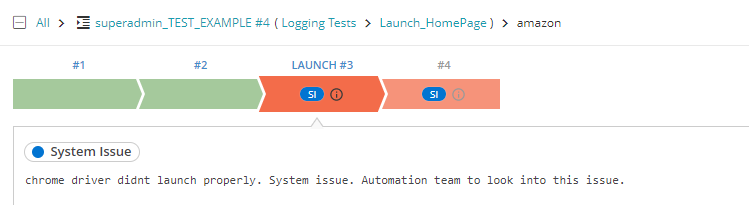 All > superadmin_TEST_EXAMPLE #4 ( Logging Tests > Launch_HomePage ) > amazon
#1 #2 LAUNCH #3 #4
SI SI
System Issue
chrome driver didnt launch properly. System issue. Automation team to look into this issue.